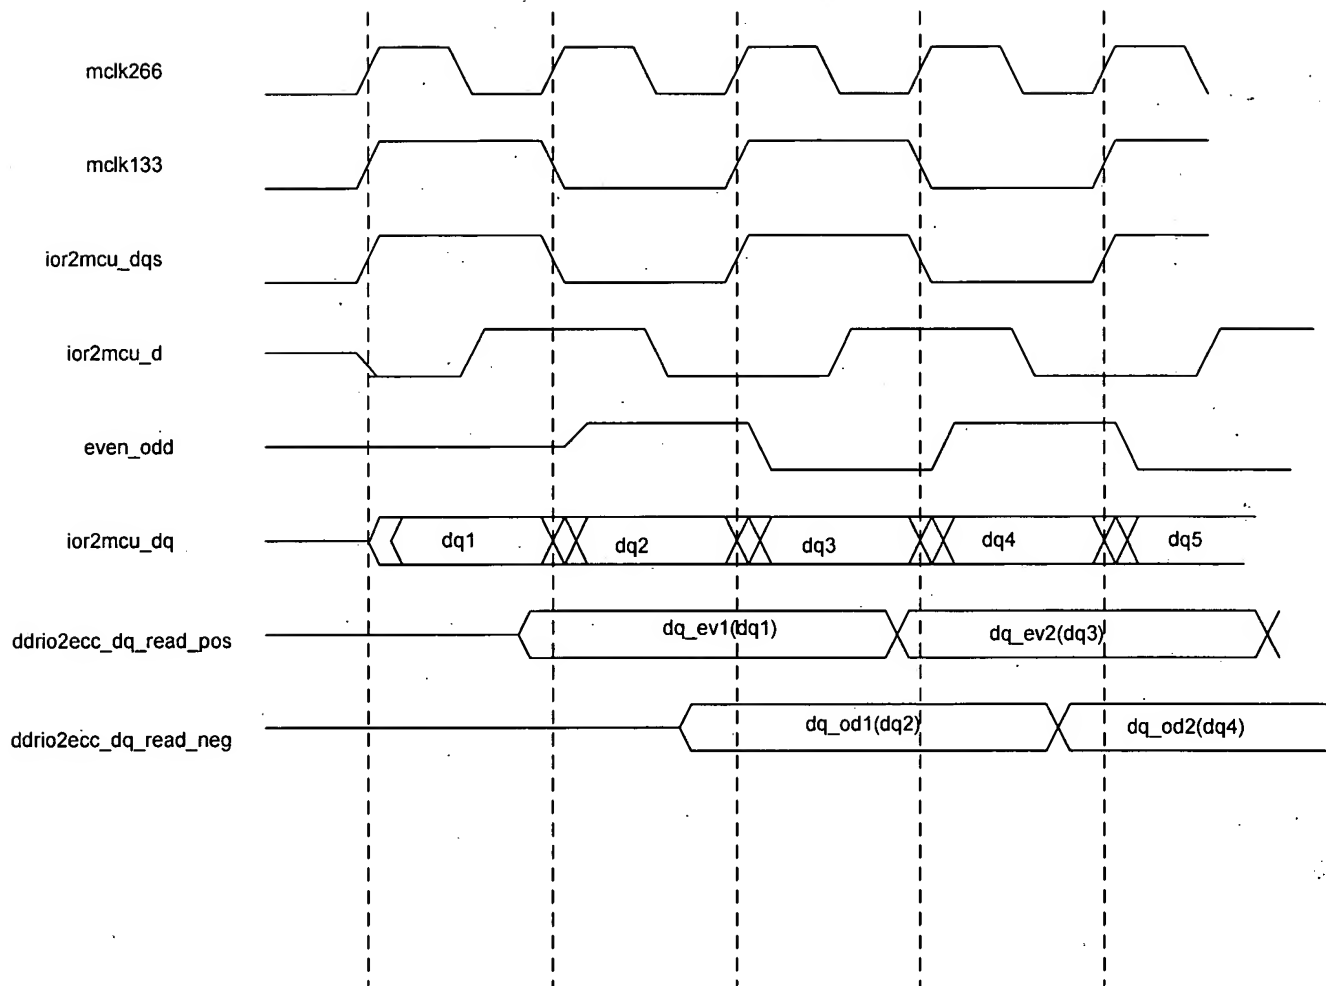 mclk266
mclk133
ior2mcu_dqs
ior2mcu_d
even_odd
ior2mcu_dq
dq1
dq2
dq3
dq4
dq5
ddrio2ecc_dq_read_pos
dq_ev1(dq1)
dq_ev2(dq3)
ddrio2ecc_dq_read_neg
dq_od1(dq2)
dq_od2(dq4)